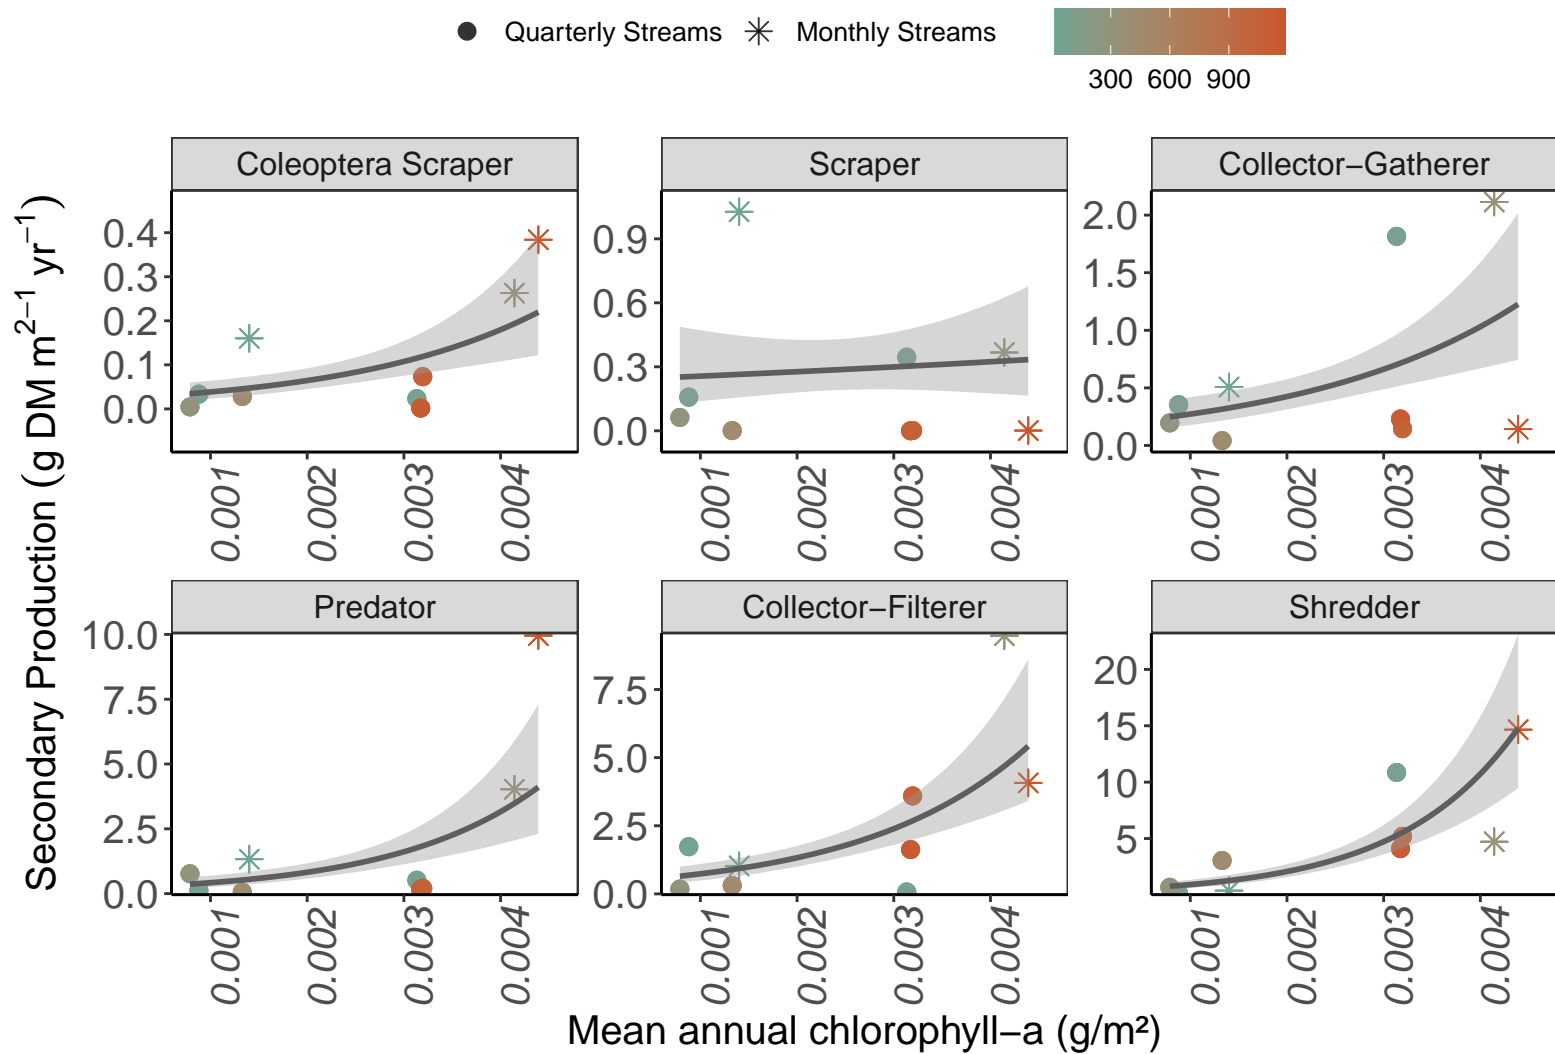 Quarterly Streams Monthly Streams
300 600 900
Coleoptera Scraper
Scraper
Collector−Gatherer
0.4
0.3
0.2
0.1
0.0
0.9
0.6
0.3
0.0
2.0
1.5
1.0
0.5
0.0
0.001 0.002 0.003 0.004
0.001 0.002 0.003 0.004
0.001 0.002 0.003 0.004
Predator
Collector−Filterer
Shredder
10.0
7.5
5.0
2.5
0.0
7.5
5.0
2.5
0.0
20
15
10
5
0.001 0.002 0.003 0.004
0.001 0.002 0.003 0.004
0.001 0.002 0.003 0.004
Secondary Production (g DM m²⁻¹ yr⁻¹)
Mean annual chlorophyll−a (g/m²)